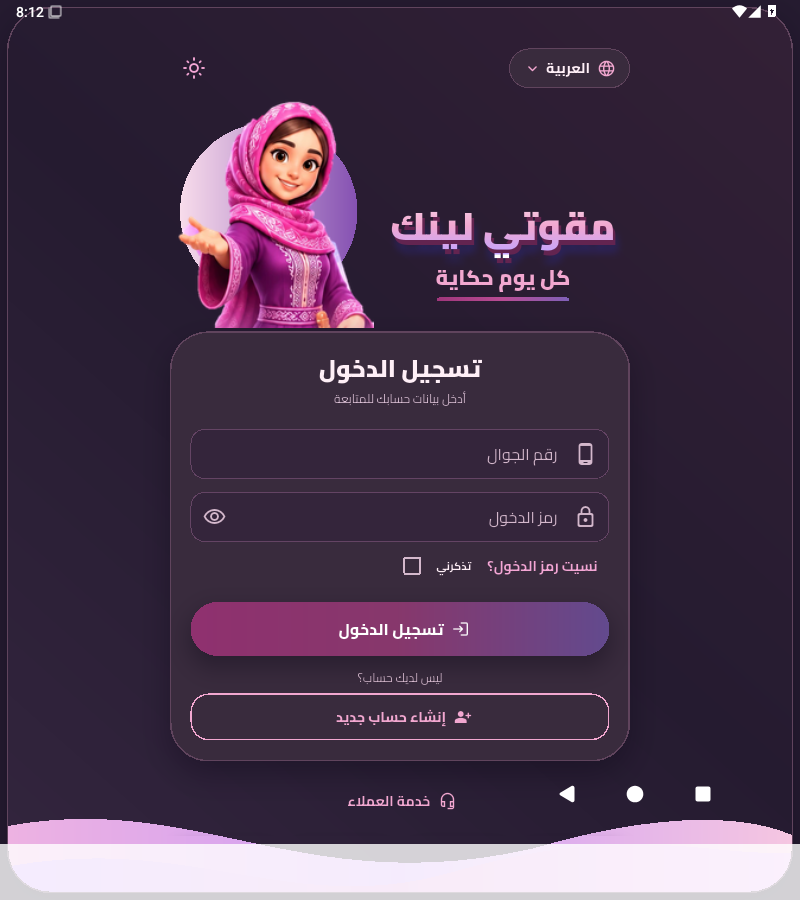 8:12
العربية
مقوتي لينك
كل يوم حكاية
تسجيل الدخول
أدخل بيانات حسابك للمتابعة
رقم الجوال
رمز الدخول
نسيت رمز الدخول؟ تذكرني
تسجيل الدخول
ليس لديك حساب؟
إنشاء حساب جديد
خدمة العملاء